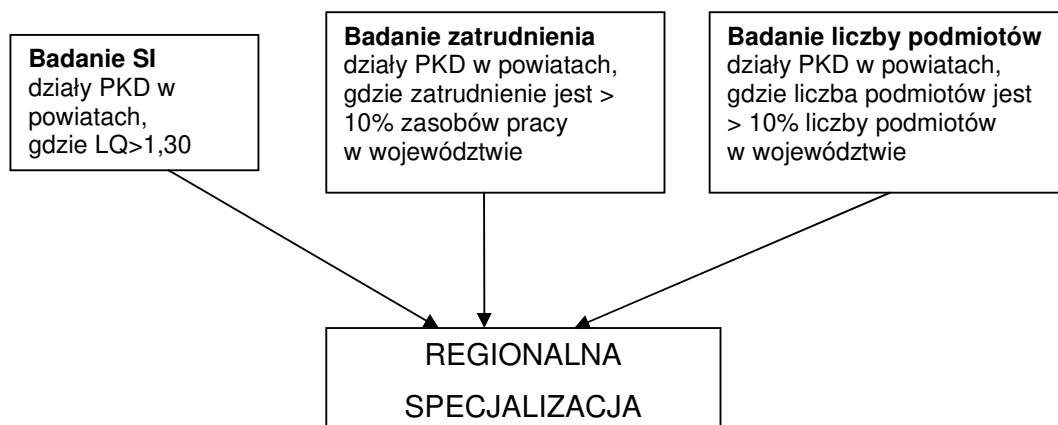 Badanie SI
działy PKD w
powiatach,
gdzie LQ>1,30
Badanie zatrudnienia
działy PKD w powiatach,
gdzie zatrudnienie jest >
10% zasobów pracy
w województwie
Badanie liczby podmiotów
działy PKD w powiatach,
gdzie liczba podmiotów jest
> 10% liczby podmiotów
w województwie
REGIONALNA
SPECJALIZACJA